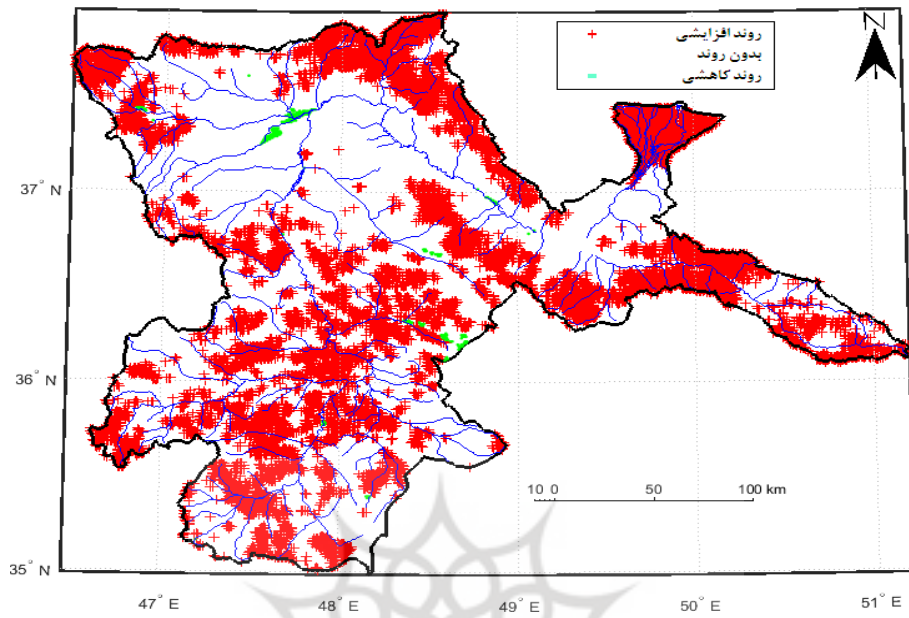 روند افزایشی
بدون روند
روند کاهشی
N
37° N
36° N
35° N
10 0 50 100 km
47° E
48° E
49° E
50° E
51° E